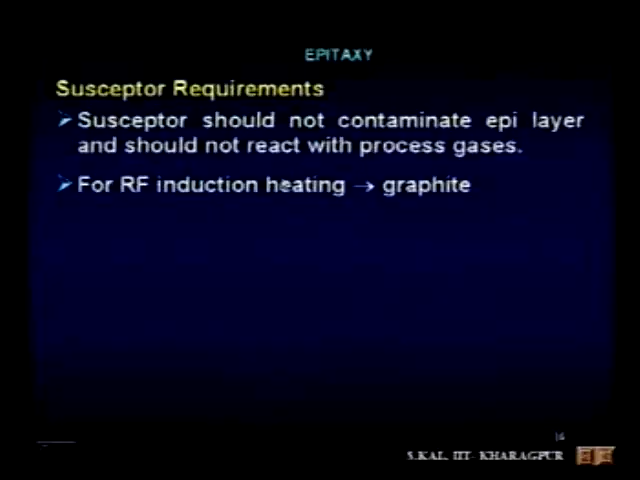 EPITAXY
Susceptor Requirements
➢ Susceptor should not contaminate epi layer
and should not react with process gases.
➢ For RF induction heating → graphite
S.KAL, IIT- KHARAGPUR